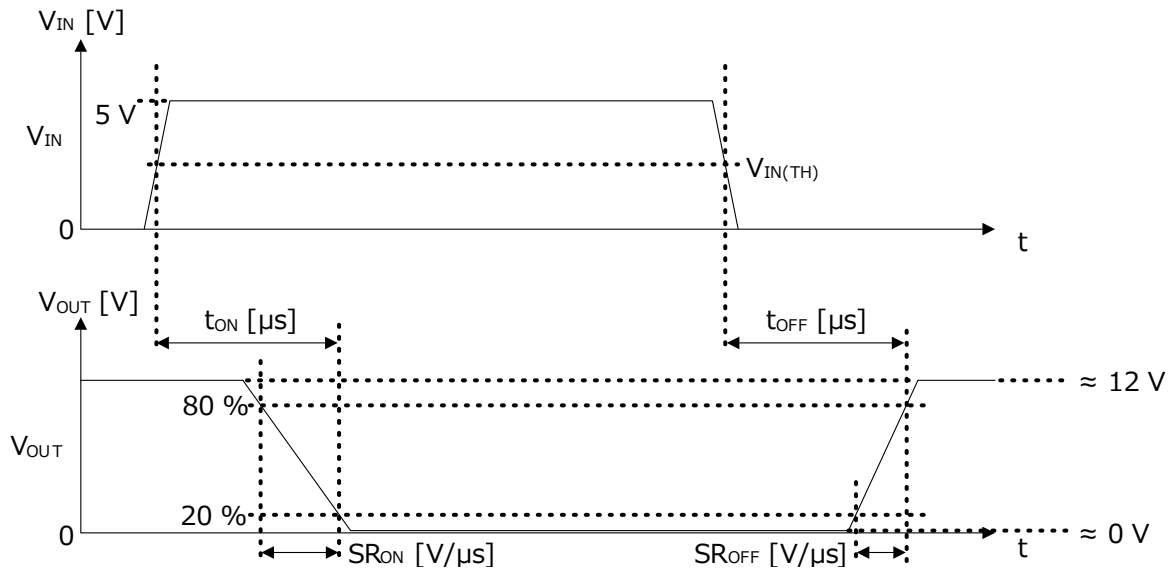 VIN [V]
5 V
VIN
VIN(TH)
0
t
VOUT [V]
tON [µs]
tOFF [µs]
≈ 12 V
80 %
VOUT
20 %
0
SRON [V/µs]
SROFF [V/µs]
t
≈ 0 V